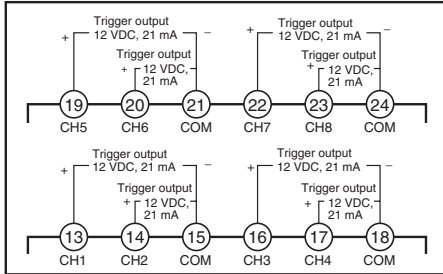 Trigger output Trigger output
+ 12 VDC, 21 mA – + 12 VDC, 21 mA –
Trigger output Trigger output
+ 12 VDC, 21 mA + 12 VDC, 21 mA
19 20 21 22 23 24
CH5 CH6 COM CH7 CH8 COM
Trigger output Trigger output
+ 12 VDC, 21 mA – + 12 VDC, 21 mA –
Trigger output Trigger output
+ 12 VDC, 21 mA + 12 VDC, 21 mA
13 14 15 16 17 18
CH1 CH2 COM CH3 CH4 COM